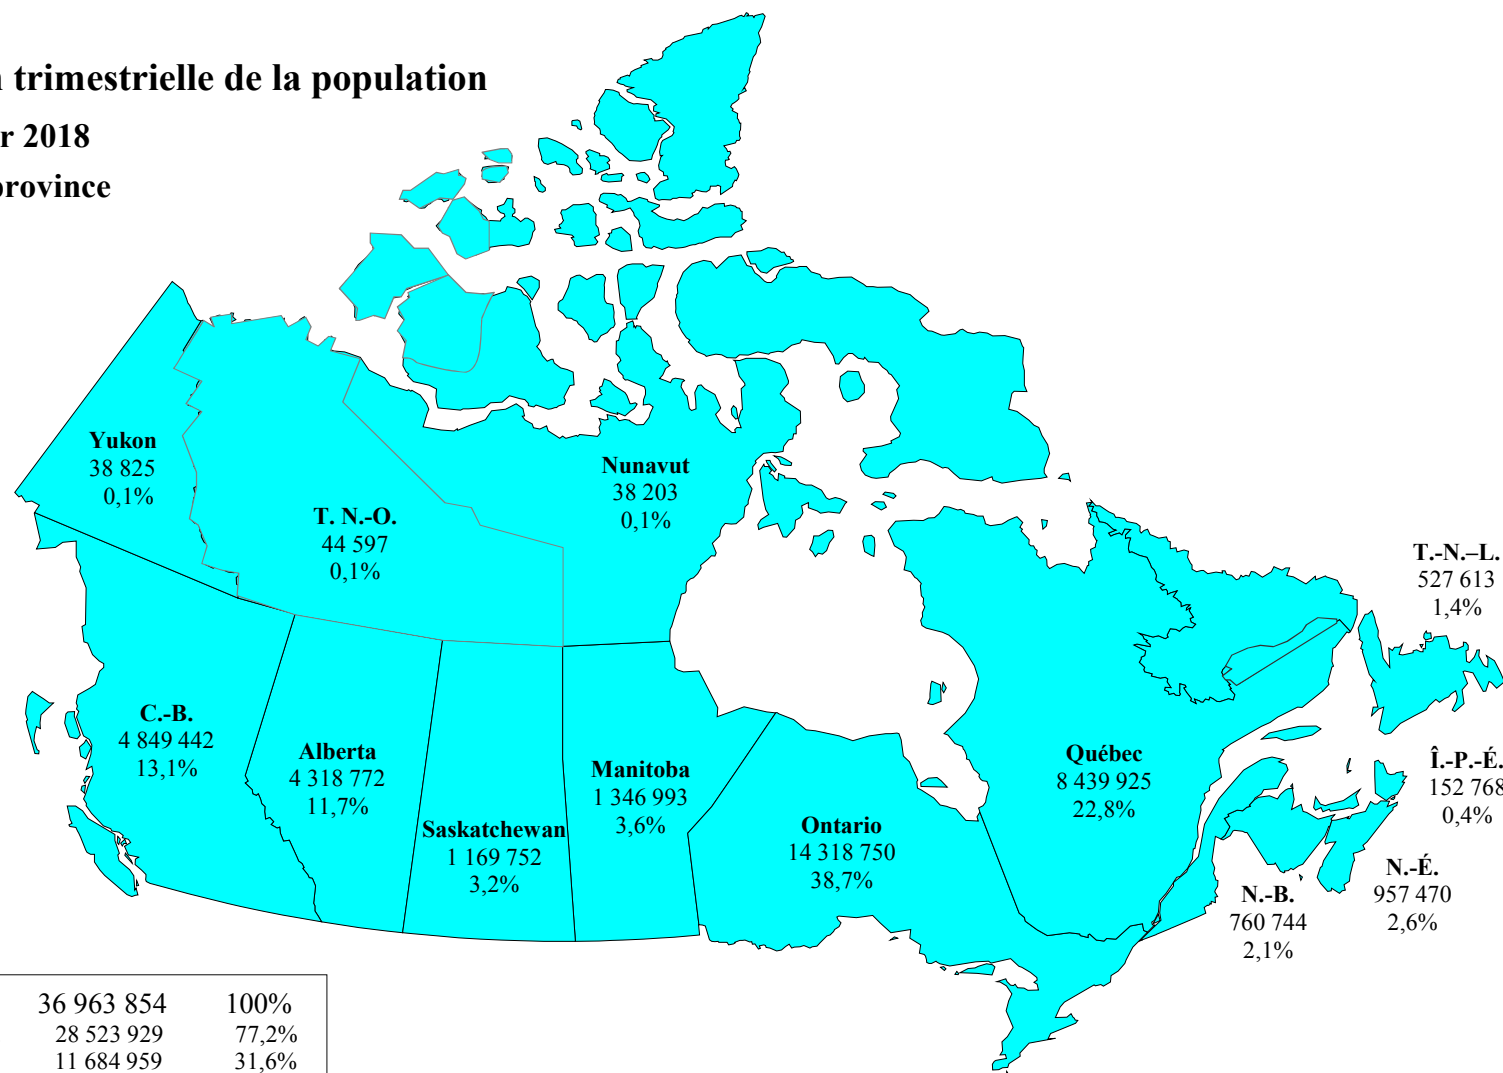 trimestrielle de la population
2018
province
Yukon
38 825
0,1%
T. N.-O.
44 597
0,1%
Nunavut
38 203
0,1%
T.-N.–L.
527 613
1,4%
C.-B.
4 849 442
13,1%
Alberta
4 318 772
11,7%
Saskatchewan
1 169 752
3,2%
Manitoba
1 346 993
3,6%
Ontario
14 318 750
38,7%
Québec
8 439 925
22,8%
Î.-P.-É.
152 768
0,4%
N.-É.
957 470
2,6%
N.-B.
760 744
2,1%
36 963 854 100%
28 523 929 77,2%
11 684 959 31,6%